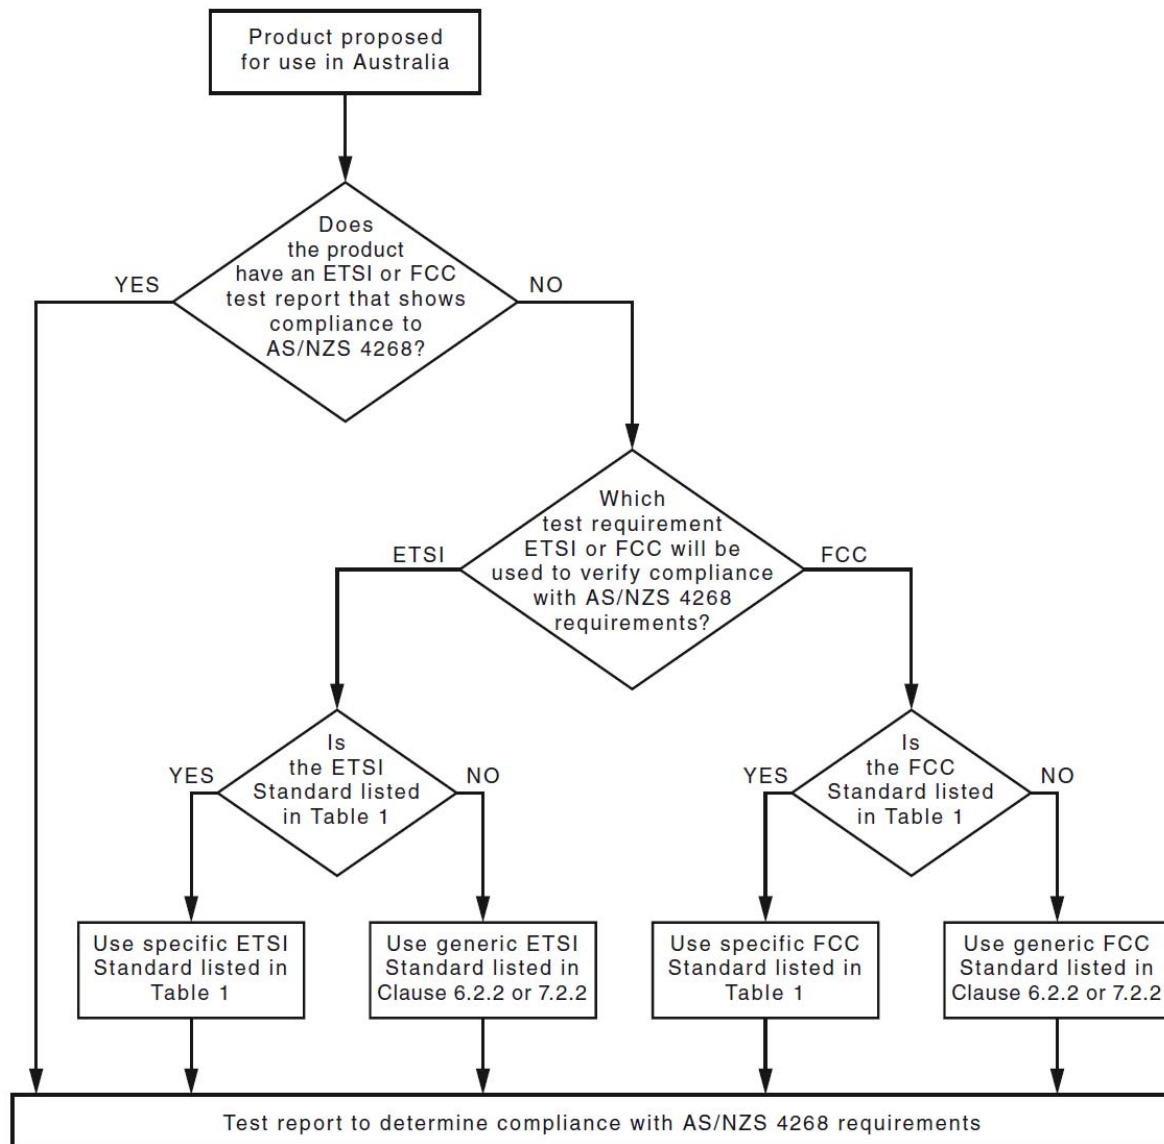 Product proposed
for use in Australia
Does
the product
have an ETSI or FCC
test report that shows
compliance to
AS/NZS 4268?
YES
NO
Which
test requirement
ETSI or FCC will be
used to verify compliance
with AS/NZS 4268
requirements?
ETSI
FCC
Is
the ETSI
Standard listed
in Table 1
YES
NO
Is
the FCC
Standard listed
in Table 1
YES
NO
Use specific ETSI
Standard listed in
Table 1
Use generic ETSI
Standard listed in
Clause 6.2.2 or 7.2.2
Use specific FCC
Standard listed in
Table 1
Use generic FCC
Standard listed in
Clause 6.2.2 or 7.2.2
Test report to determine compliance with AS/NZS 4268 requirements